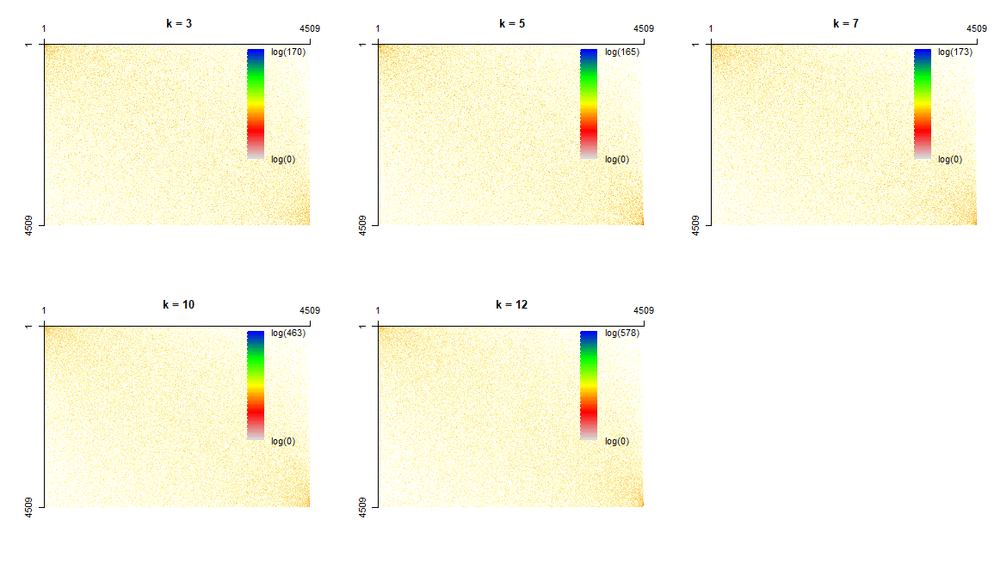 k = 3
1 4509
1
4509
log(170)
log(0)
k = 5
1 4509
1
4509
log(165)
log(0)
k = 7
1 4509
1
4509
log(173)
log(0)
k = 10
1 4509
1
4509
log(463)
log(0)
k = 12
1 4509
1
4509
log(578)
log(0)